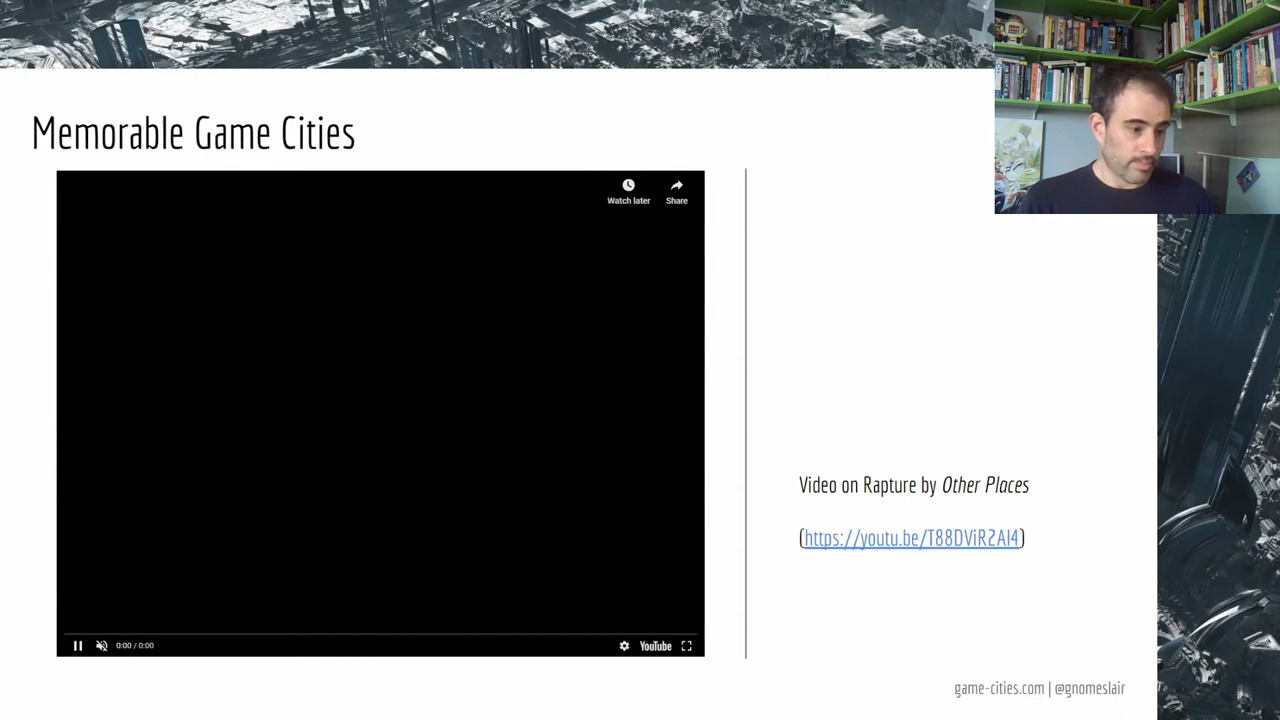 Memorable Game Cities
Watch later
Share
Video on Rapture by Other Places
(https://youtu.be/T88DViR2AI4)
0:00 / 0:00
YouTube
game-cities.com | @gnomeslair